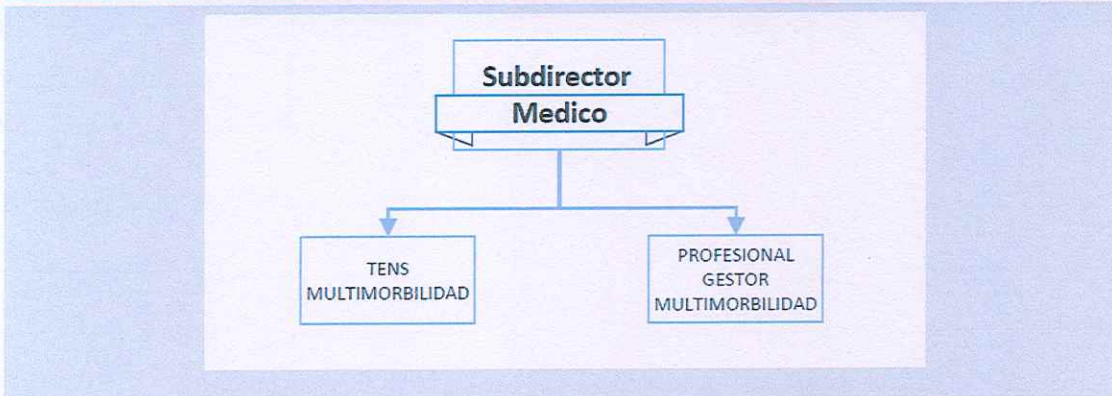 Subdirector
Medico
TENS
MULTIMORBILIDAD
PROFESIONAL
GESTOR
MULTIMORBILIDAD